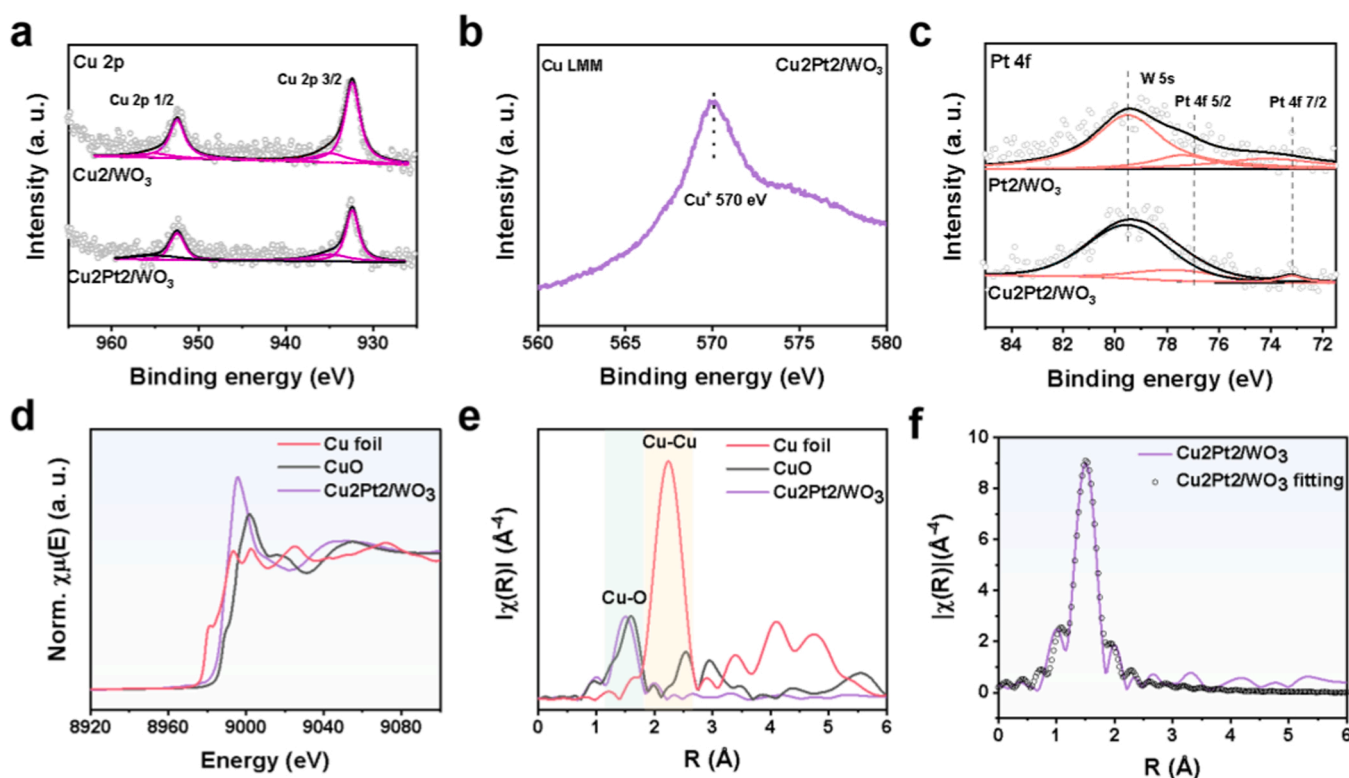 a
Cu 2p
Cu 2p 1/2
Cu 2p 3/2
Cu2/WO₃
Cu2Pt2/WO₃
Intensity (a. u.)
960 950 940 930
Binding energy (eV)
b
Cu LMM
Cu2Pt2/WO₃
Cu⁺ 570 eV
Intensity (a. u.)
560 565 570 575 580
Binding energy (eV)
c
Pt 4f
W 5s
Pt 4f 5/2
Pt 4f 7/2
Pt2/WO₃
Cu2Pt2/WO₃
Intensity (a. u.)
84 82 80 78 76 74 72
Binding energy (eV)
d
Cu foil
CuO
Cu2Pt2/WO₃
Norm. χμ(E) (a. u.)
8920 8960 9000 9040 9080
Energy (eV)
e
Cu-Cu
Cu foil
CuO
Cu2Pt2/WO₃
Cu-O
Iχ(R)I (Å⁻⁴)
0 1 2 3 4 5 6
R (Å)
f
Cu2Pt2/WO₃
Cu2Pt2/WO₃ fitting
|χ(R)|(Å⁻⁴)
10
8
6
4
2
0
-2
-4
0 1 2 3 4 5 6
R (Å)